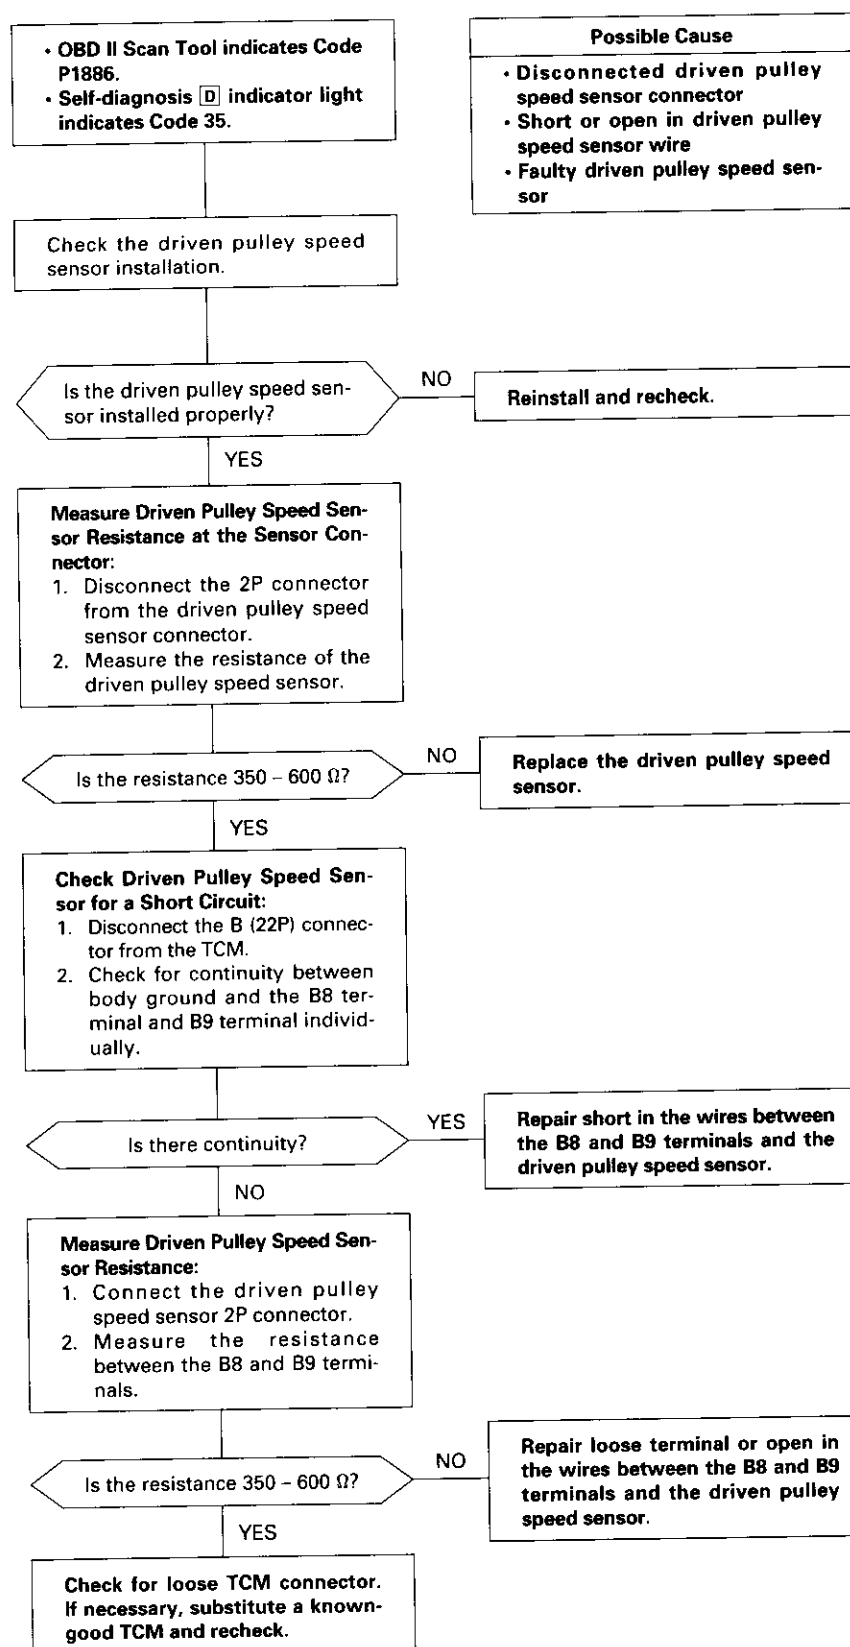 • OBD II Scan Tool indicates Code
P1886.
• Self-diagnosis D indicator light
indicates Code 35.
Possible Cause
• Disconnected driven pulley
speed sensor connector
• Short or open in driven pulley
speed sensor wire
• Faulty driven pulley speed sen-
sor
Check the driven pulley speed
sensor installation.
Is the driven pulley speed sen-
sor installed properly?
NO
Reinstall and recheck.
YES
Measure Driven Pulley Speed Sen-
sor Resistance at the Sensor Con-
nector:
1. Disconnect the 2P connector
from the driven pulley speed
sensor connector.
2. Measure the resistance of the
driven pulley speed sensor.
Is the resistance 350 – 600 Ω?
NO
Replace the driven pulley speed
sensor.
YES
Check Driven Pulley Speed Sen-
sor for a Short Circuit:
1. Disconnect the B (22P) connec-
tor from the TCM.
2. Check for continuity between
body ground and the B8 ter-
minal and B9 terminal individ-
ually.
Is there continuity?
YES
Repair short in the wires between
the B8 and B9 terminals and the
driven pulley speed sensor.
NO
Measure Driven Pulley Speed Sen-
sor Resistance:
1. Connect the driven pulley
speed sensor 2P connector.
2. Measure the resistance
between the B8 and B9 termi-
nals.
Is the resistance 350 – 600 Ω?
NO
Repair loose terminal or open in
the wires between the B8 and B9
terminals and the driven pulley
speed sensor.
YES
Check for loose TCM connector.
If necessary, substitute a known-
good TCM and recheck.